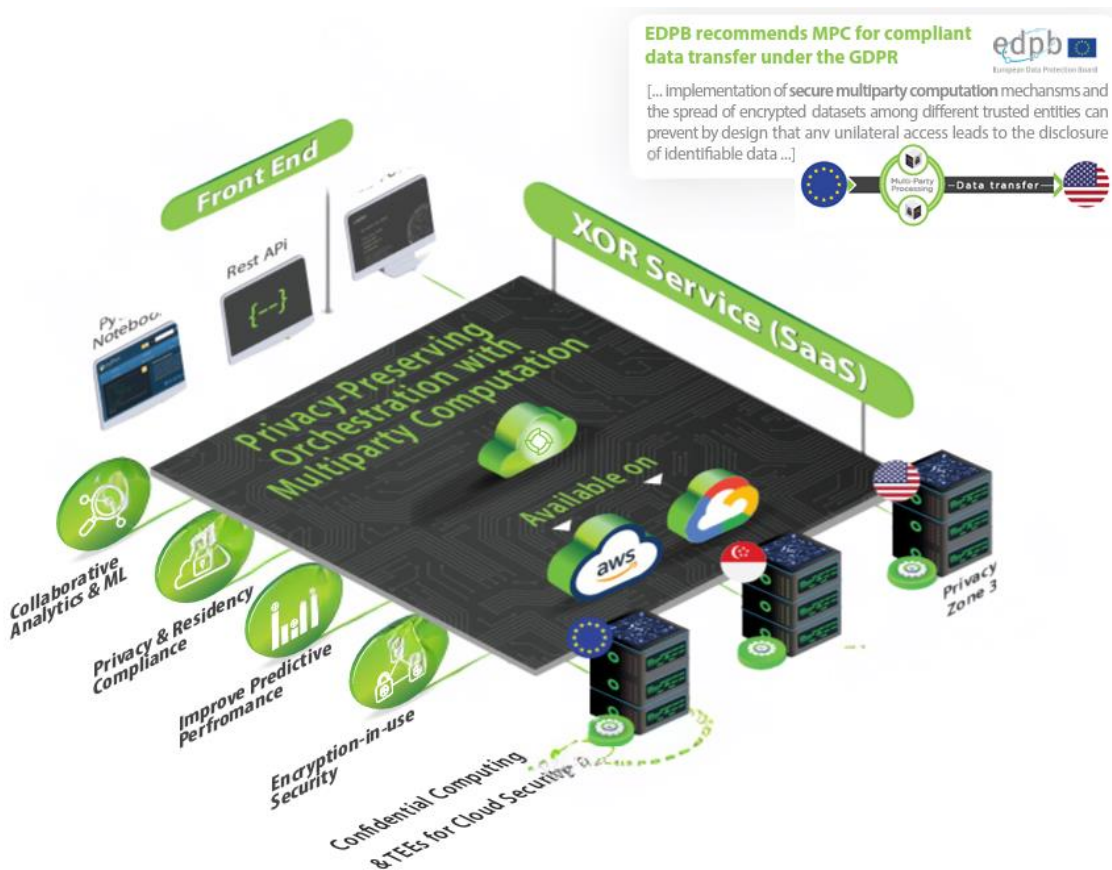 EDPB recommends MPC for compliant
data transfer under the GDPR
edpb
European Data Protection Board
[... implementation of secure multiparty computation mechansms and
the spread of encrypted datasets among different trusted entities can
prevent by design that any unilateral access leads to the disclosure
of identifiable data ...]
Multi-Party
Processing
Data transfer
Front End
Rest APi
{--}
Notebook
XOR Service (SaaS)
Privacy-Preserving
Orchestration with
Multiparty Computation
Available on
aws
Collaborative
Analytics & ML
Privacy & Residency
Compliance
Improve Predictive
Perfromance
Encryption-in-use
Security
Confidential Computing
& TEEs for Cloud Security
Privacy
Zone 3